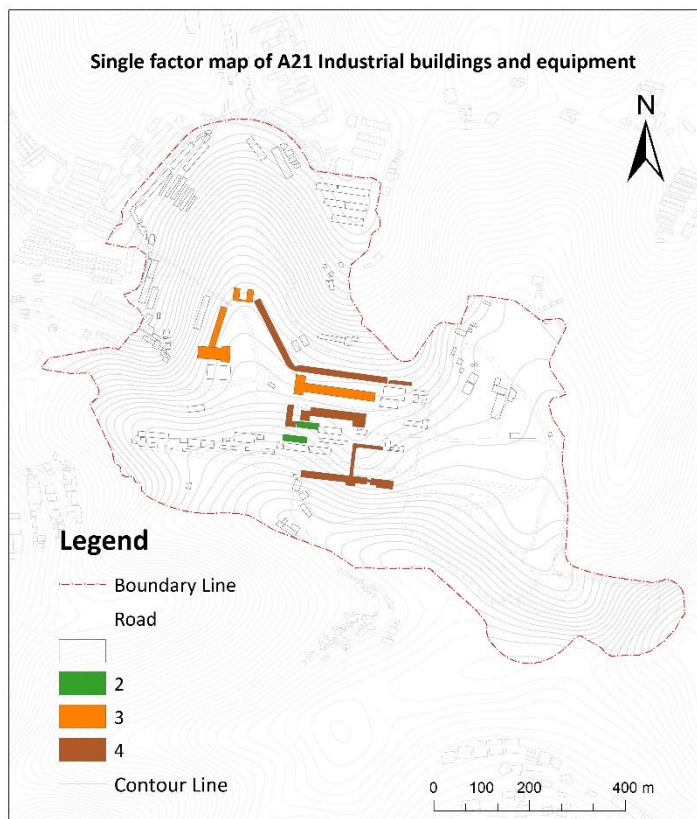 Single factor map of A21 Industrial buildings and equipment
N
Legend
Boundary Line
Road
2
3
4
Contour Line
0 100 200 400 m